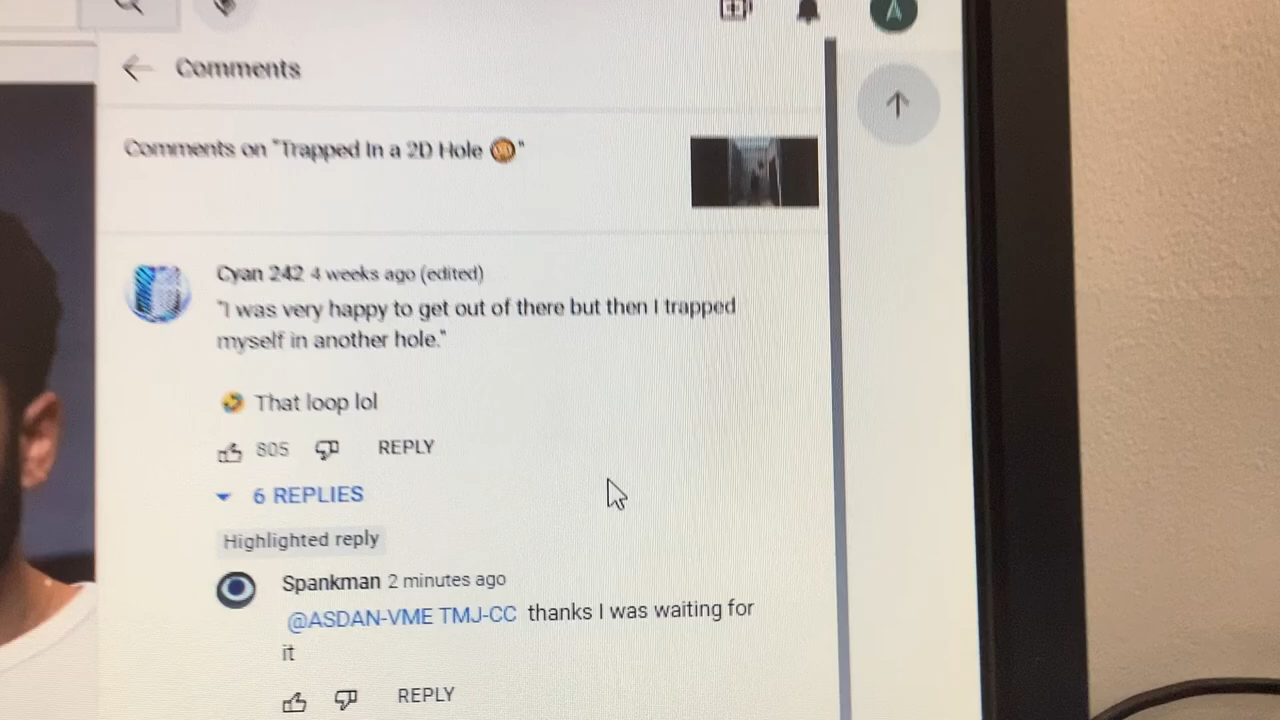 A
Comments
Comments on "Trapped In a 2D Hole 😂"
Cyan 242 4 weeks ago (edited)
"I was very happy to get out of there but then I trapped
myself in another hole."
🤣 That loop lol
805 REPLY
6 REPLIES
Highlighted reply
Spankman 2 minutes ago
@ASDAN-VME TMJ-CC thanks I was waiting for
it
REPLY